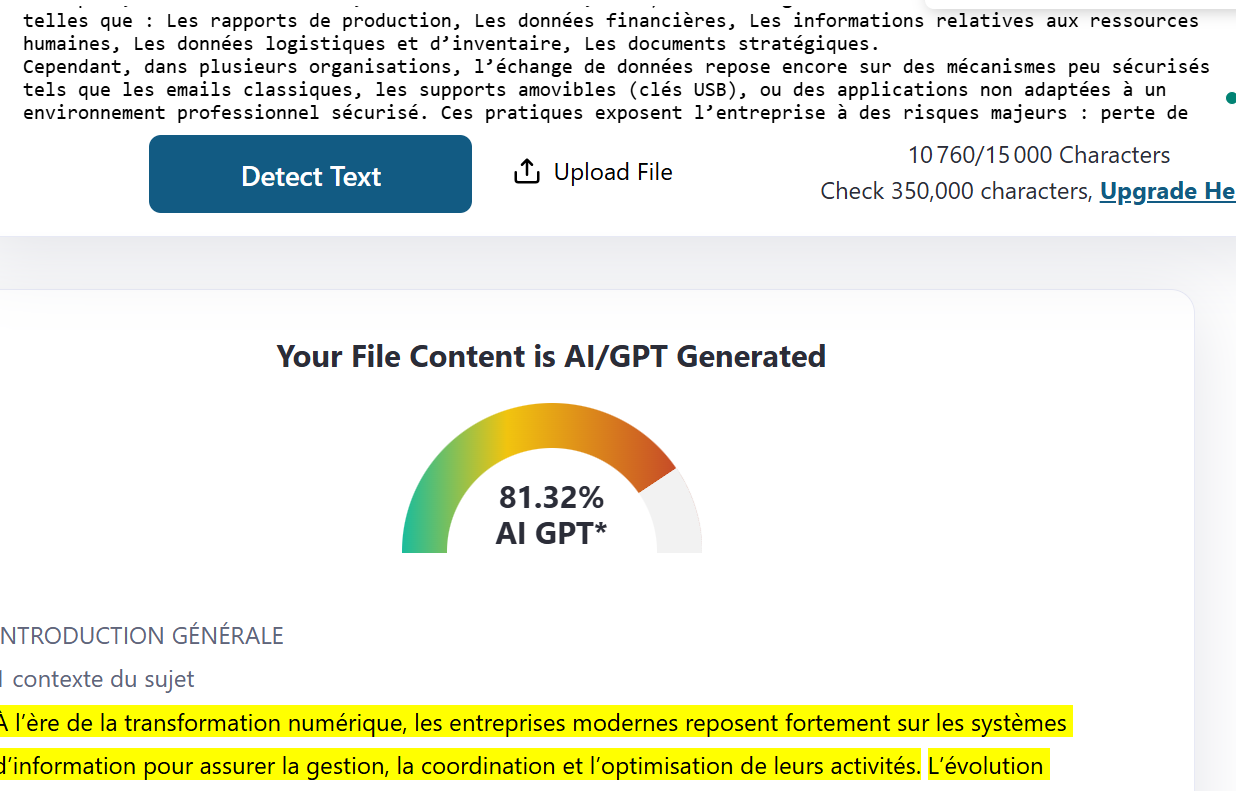 telles que : Les rapports de production, Les données financières, Les informations relatives aux ressources
humaines, Les données logistiques et d’inventaire, Les documents stratégiques.
Cependant, dans plusieurs organisations, l’échange de données repose encore sur des mécanismes peu sécurisés
tels que les emails classiques, les supports amovibles (clés USB), ou des applications non adaptées à un
environnement professionnel sécurisé. Ces pratiques exposent l’entreprise à des risques majeurs : perte de
Detect Text
Upload File
10 760/15 000 Characters
Check 350,000 characters, Upgrade He
Your File Content is AI/GPT Generated
81.32%
AI GPT*
NTRODUCTION GÉNÉRALE
contexte du sujet
À l’ère de la transformation numérique, les entreprises modernes reposent fortement sur les systèmes
d’information pour assurer la gestion, la coordination et l’optimisation de leurs activités. L’évolution